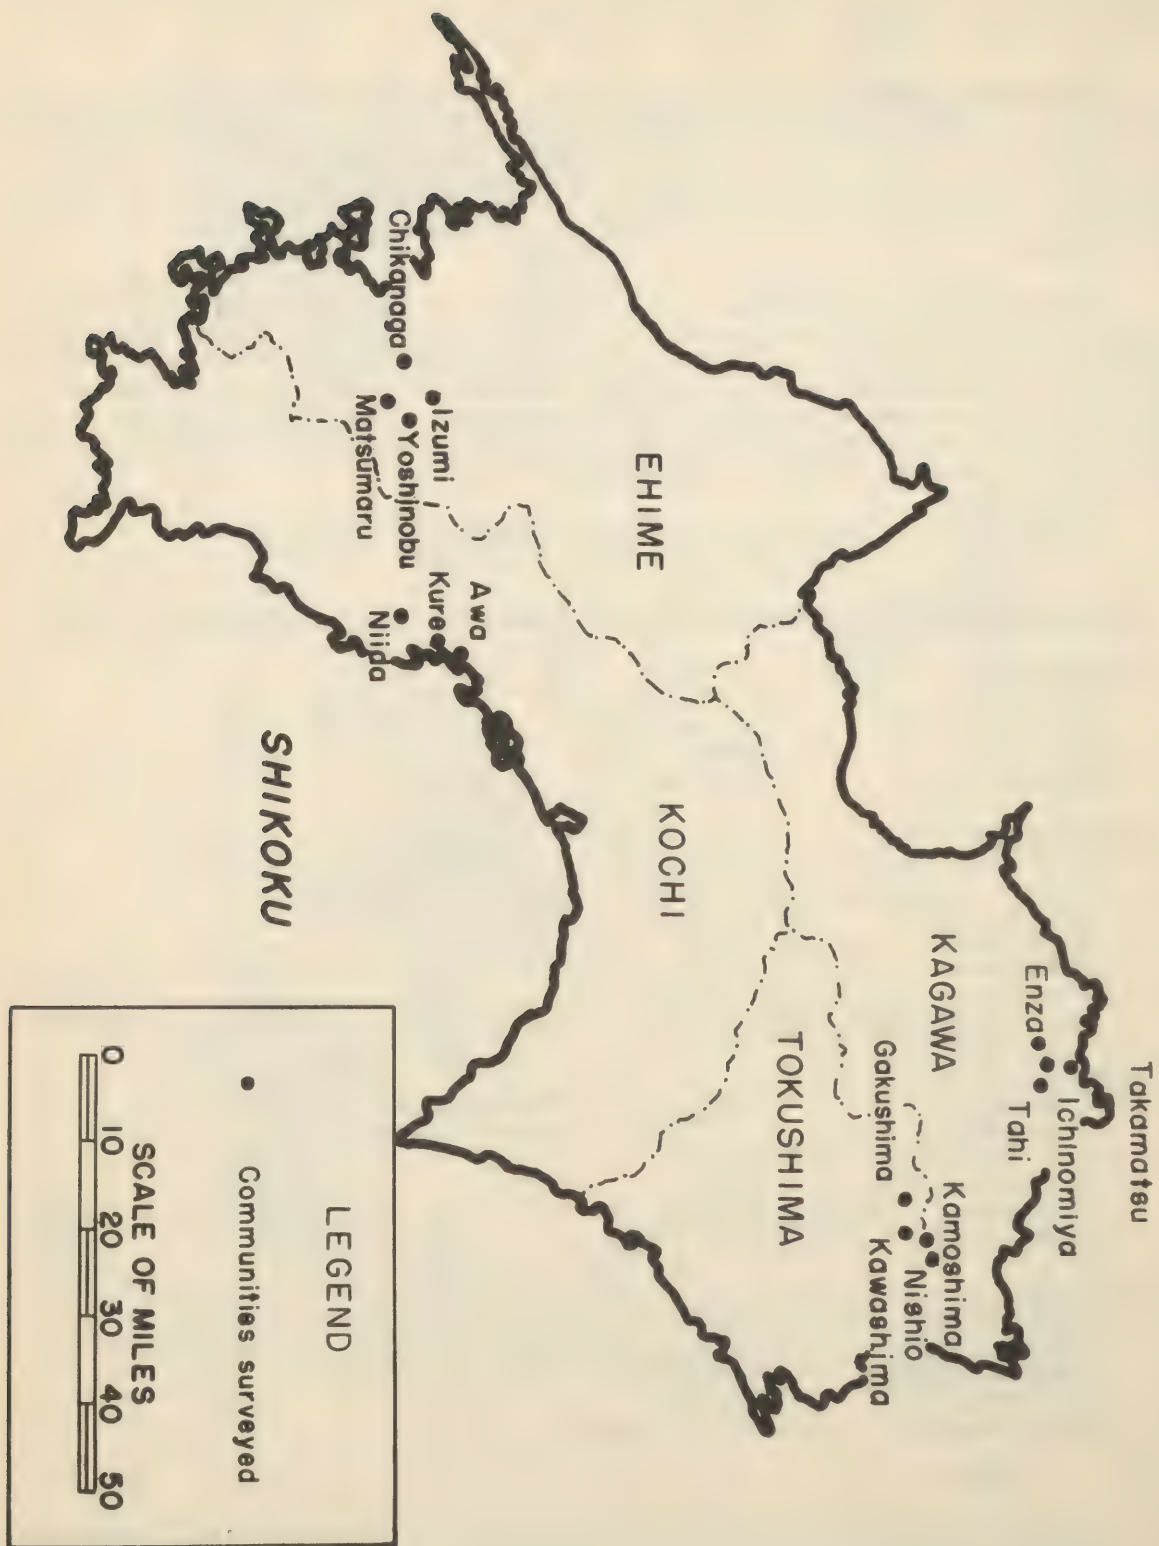 Takamatsu
Ichinomiya
Enza
Tahi
KAGAWA
Kamoshima
Nishio
Gakushima
Kawashima
TOKUSHIMA
KOCHI
EHIME
Awa
Izumi
Kure
Yoshinobu
Chikanaga
Niida
Matsumaru
SHIKOKU
LEGEND
Communities surveyed
SCALE OF MILES
0 10 20 30 40 50